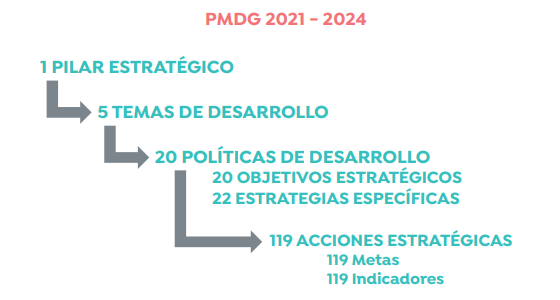 PMDG 2021 - 2024
1 PILAR ESTRATÉGICO
5 TEMAS DE DESARROLLO
20 POLÍTICAS DE DESARROLLO
20 OBJETIVOS ESTRATÉGICOS
22 ESTRATEGIAS ESPECÍFICAS
119 ACCIONES ESTRATÉGICAS
119 Metas
119 Indicadores